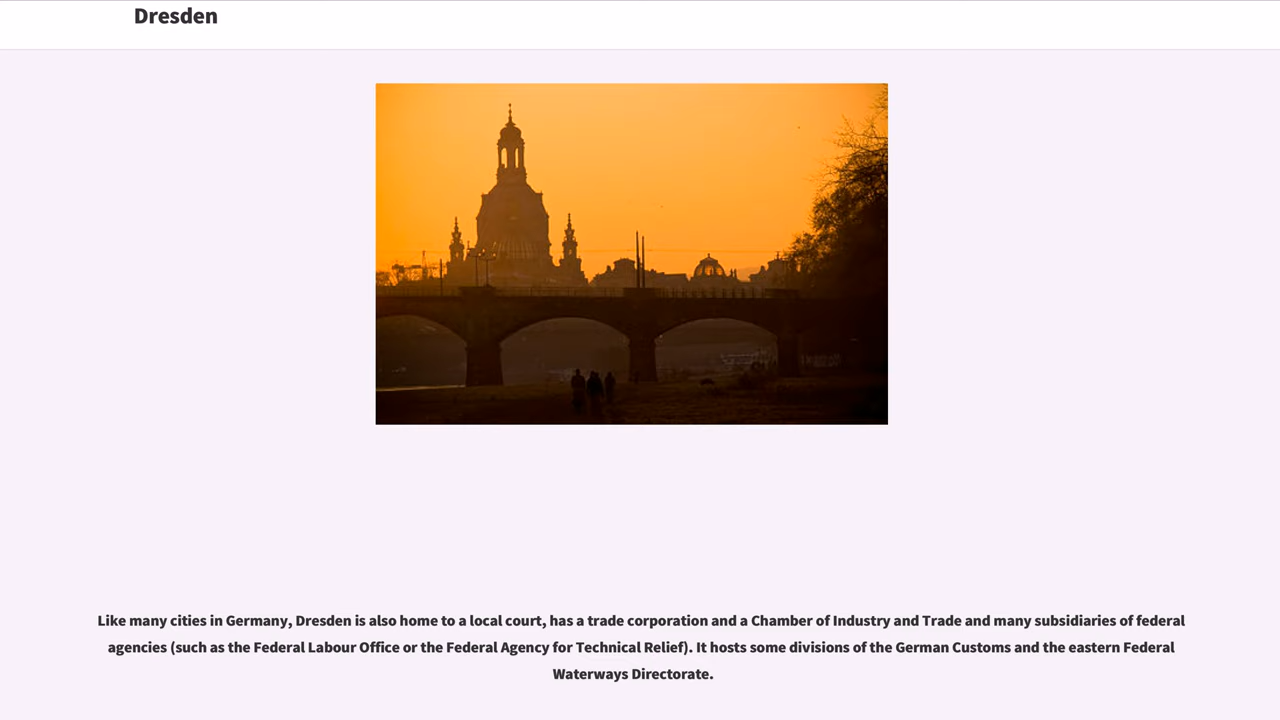 Dresden
Like many cities in Germany, Dresden is also home to a local court, has a trade corporation and a Chamber of Industry and Trade and many subsidiaries of federal
agencies (such as the Federal Labour Office or the Federal Agency for Technical Relief). It hosts some divisions of the German Customs and the eastern Federal
Waterways Directorate.